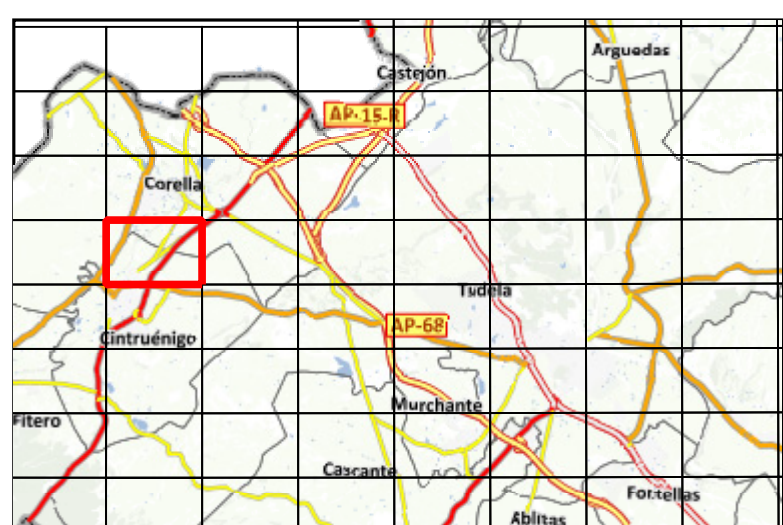 Arguedas
Castejón
AP-15-R
Corella
Tudela
AP-68
Cintruénigo
Murchante
Fitero
Cascante
Fontellas
Ablitas